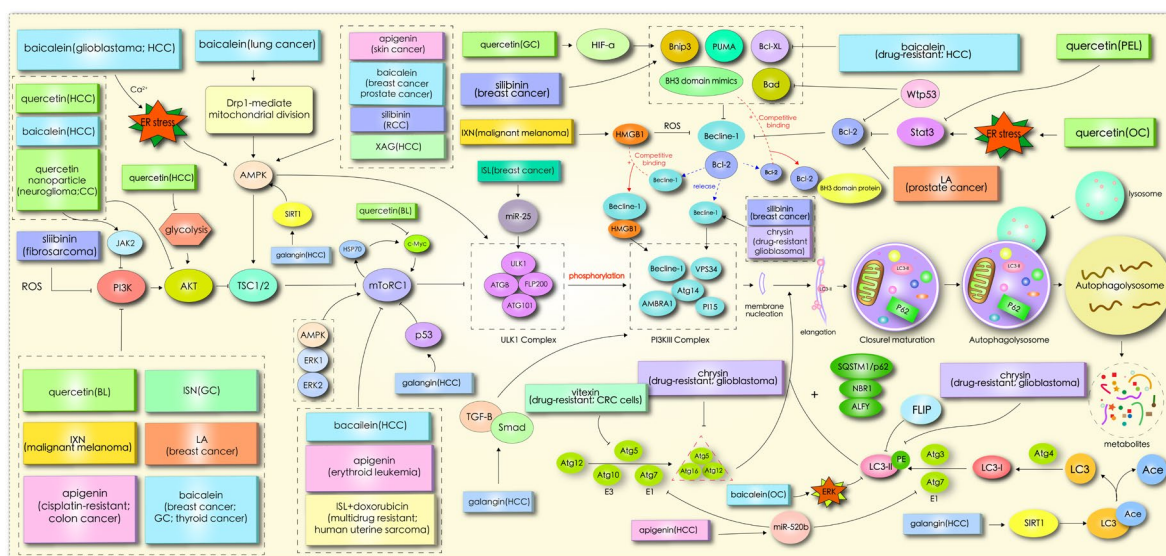 baicalein(glioblastama; HCC)
baicalein(lung cancer)
Ca²⁺
ER stress
Drp1-mediate
mitochondrial division
quercetin(HCC)
baicalein(HCC)
quercetin
nanoparticle
(neuroglioma;CC)
quercetin(HCC)
glycolysis
AMPK
SIRT1
galangin(HCC)
sliibinin
(fibrosarcoma)
JAK2
ROS
PI3K
AKT
TSC1/2
apigenin
(skin cancer)
baicalein
(breast cancer
prostate cancer)
silibinin
(RCC)
XAG(HCC)
quercetin(GC)
HIF-a
silibinin
(breast cancer)
IXN(malignant melanoma)
HMGB1
ROS
ISL(breast cancer)
miR-25
quercetin(BL)
HSP70
c-Myc
mToRC1
AMPK
ERK1
ERK2
p53
galangin(HCC)
Bnip3
PUMA
Bcl-XL
BH3 domain mimics
Bad
Becline-1
Competitive
binding
Bcl-2
Competitive
binding
Becline-1
release
Bcl-2
Bcl-2
BH3 domain protein
Becline-1
HMGB1
Becline-1
silibinin
(breast cancer)
chrysin
(drug-resistant
glioblasoma)
baicalein
(drug-resistant; HCC)
quercetin(PEL)
Wtp53
Bcl-2
Stat3
ER stress
quercetin(OC)
LA
(prostate cancer)
lysosome
ULK1
ATGB
FLP200
ATG101
ULK1 Complex
phosphorylation
Becline-1
VPS34
Atg14
AMBRA1
PI15
PI3KIII Complex
membrane
nucleation
LC3-II
elangation
LC3-II
P62
Closurel maturation
LC3-II
P62
Autophagolysosome
Autophagolysosome
metabolites
quercetin(BL)
ISN(GC)
IXN
(malignant melanoma)
LA
(breast cancer)
apigenin
(cisplatin-resistant;
colon cancer)
baicalein
(breast cancer;
GC; thyroid cancer)
bacailein(HCC)
apigenin
(erythroid leukemia)
ISL+doxorubicin
(multidrug resistant;
human uterine sarcoma)
TGF-B
Smad
galangin(HCC)
vitexin
(drug-resistant; CRC cells)
chrysin
(drug-resistant; glioblastoma)
Atg12
Atg5
Atg10
Atg7
E3
E1
Atg5
Atg16
Atg12
apigenin(HCC)
miR-520b
baicalein(OC)
ERK
+
SQSTM1/p62
NBR1
ALFY
FLIP
chrysin
(drug-resistant; glioblastoma)
LC3-II
PE
Atg3
Atg7
E1
LC3-I
Atg4
LC3
Ace
galangin(HCC)
SIRT1
LC3
Ace